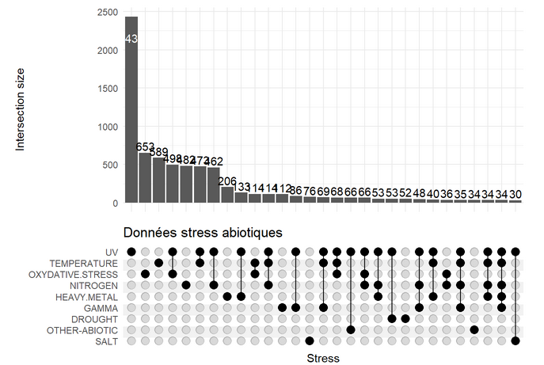 2500
2000
1500
1000
500
0
Intersection size
43
653 589 498 482 473 462 206 133 114 114 112 86 76 69 68 66 66 53 53 52 48 40 36 35 34 34 34 30
Données stress abiotiques
UV
TEMPERATURE
OXYDATIVE.STRESS
NITROGEN
HEAVY.METAL
GAMMA
DROUGHT
OTHER-ABIOTIC
SALT
Stress